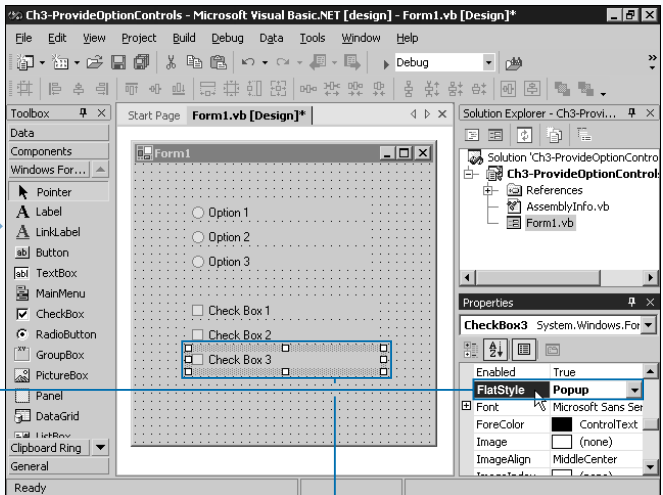 Ch3-ProvideOptionControls - Microsoft Visual Basic.NET [design] - Form1.vb [Design]*
File Edit View Project Build Debug Data Tools Window Help
Debug
Toolbox
Data
Components
Windows For...
Pointer
Label
LinkLabel
Button
TextBox
MainMenu
CheckBox
RadioButton
GroupBox
PictureBox
Panel
DataGrid
ListBox
Clipboard Ring
General
Start Page Form1.vb [Design]*
Form1
Option 1
Option 2
Option 3
Check Box 1
Check Box 2
Check Box 3
Solution Explorer - Ch3-Provi...
Solution 'Ch3-ProvideOptionContro
Ch3-ProvideOptionControls
References
AssemblyInfo.vb
Form1.vb
Properties
CheckBox3 System.Windows.For
Enabled True
FlatStyle Popup
Font Microsoft Sans Ser
ForeColor ControlText
Image (none)
ImageAlign MiddleCenter
ImageIndex (none)
Ready